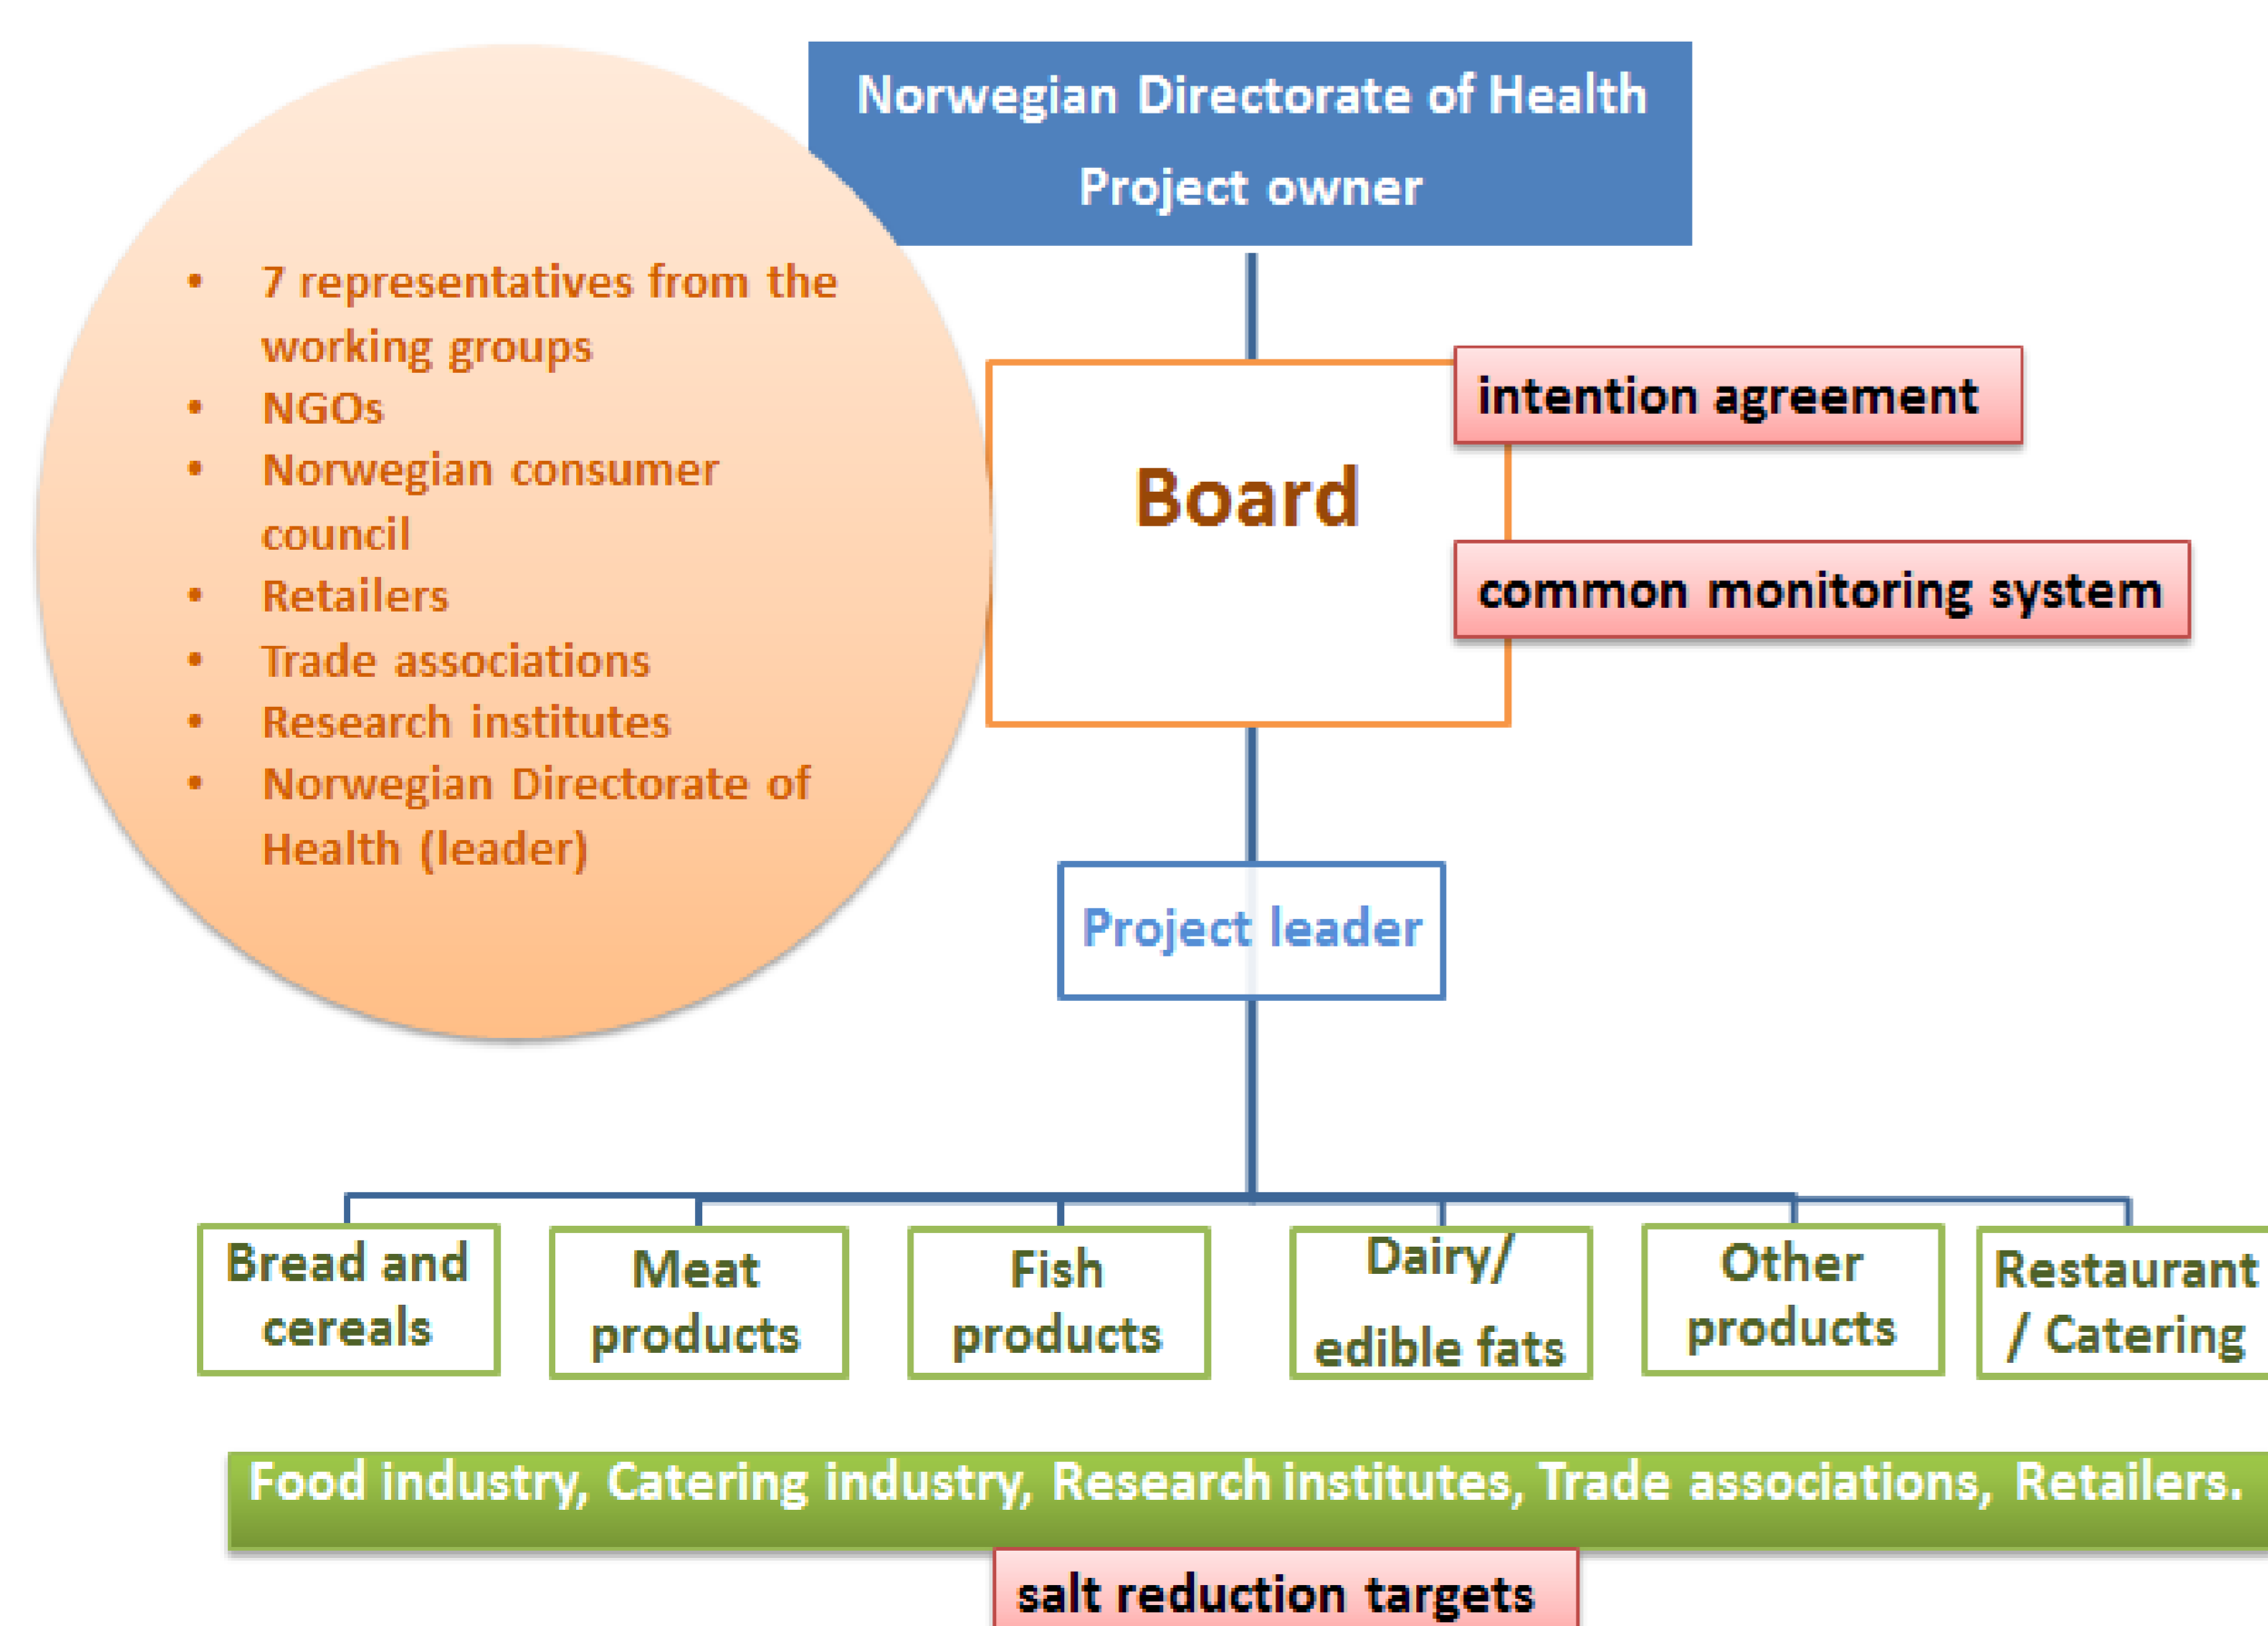 Norwegian Directorate of Health
Project owner
• 7 representatives from the
working groups
• NGOs
• Norwegian consumer
council
• Retailers
• Trade associations
• Research institutes
• Norwegian Directorate of
Health (leader)
Board
intention agreement
common monitoring system
Project leader
Bread and
cereals
Meat
products
Fish
products
Dairy/
edible fats
Other
products
Restaurant
/ Catering
Food industry, Catering industry, Research institutes, Trade associations, Retailers.
salt reduction targets